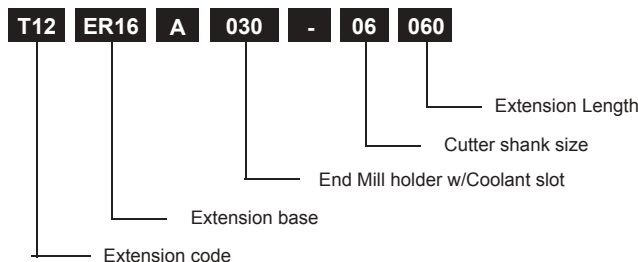 T12 ER16 A 030 - 06 060
Extension Length
Cutter shank size
End Mill holder w/Coolant slot
Extension base
Extension code